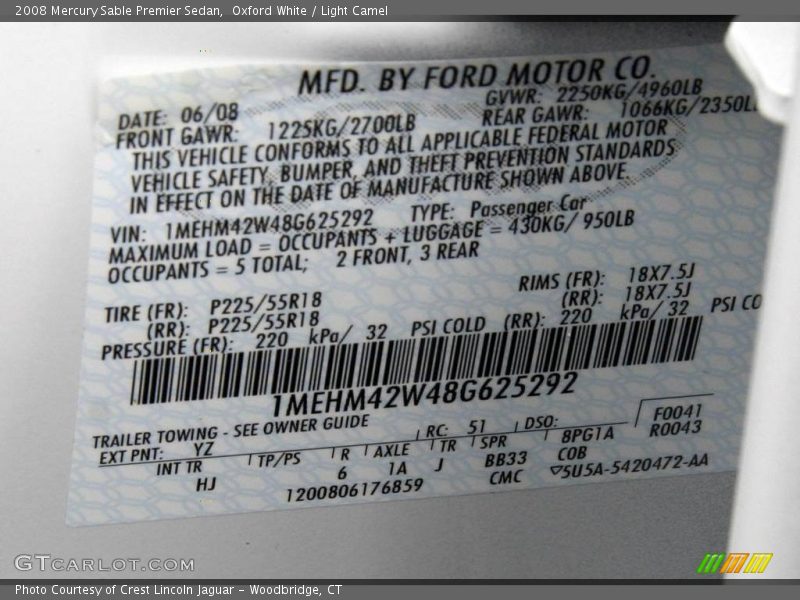 2008 Mercury Sable Premier Sedan,  Oxford White / Light Camel
MFD. BY FORD MOTOR CO.
DATE: 06/08 GVWR: 2250KG/4960LB
FRONT GAWR: 1225KG/2700LB REAR GAWR: 1066KG/2350L
THIS VEHICLE CONFORMS TO ALL APPLICABLE FEDERAL MOTOR
VEHICLE SAFETY, BUMPER, AND THEFT PREVENTION STANDARDS
IN EFFECT ON THE DATE OF MANUFACTURE SHOWN ABOVE.
VIN: 1MEHM42W48G625292 TYPE: Passenger Car
MAXIMUM LOAD = OCCUPANTS + LUGGAGE = 430KG/ 950LB
OCCUPANTS = 5 TOTAL; 2 FRONT, 3 REAR
TIRE (FR): P225/55R18 RIMS (FR): 18X7.5J
(RR): P225/55R18 (RR): 18X7.5J
PRESSURE (FR): 220 kPa/ 32 PSI COLD (RR): 220 kPa/ 32 PSI CO
1MEHM42W48G625292
TRAILER TOWING - SEE OWNER GUIDE
EXT PNT: YZ RC: 51 DSO: F0041
INT TR TP/PS R AXLE TR SPR 8PG1A R0043
HJ 6 1A J BB33 COB
1200806176859 CMC ▽5U5A-5420472-AA
GTCARLOT.COM
Photo Courtesy of Crest Lincoln Jaguar - Woodbridge, CT